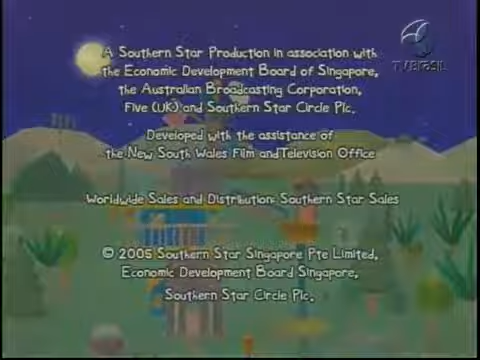 A Southern Star Production in association with
the Economic Development Board of Singapore,
the Australian Broadcasting Corporation,
Five (UK) and Southern Star Circle Plc.
Developed with the assistance of
the New South Wales Film and Television Office
Worldwide Sales and Distribution: Southern Star Sales
© 2005 Southern Star Singapore Pte Limited,
Economic Development Board Singapore,
Southern Star Circle Plc.
TVBrasil